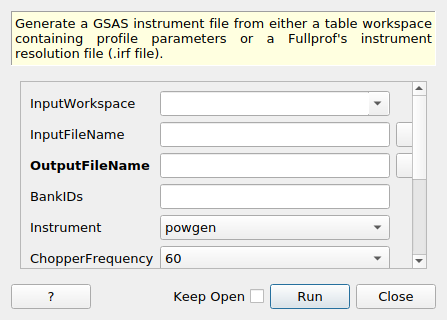 Generate a GSAS instrument file from either a table workspace
containing profile parameters or a Fullprof's instrument
resolution file (.irf file).
InputWorkspace
InputFileName
OutputFileName
BankIDs
Instrument powgen
ChopperFrequency 60
? Keep Open Run Close